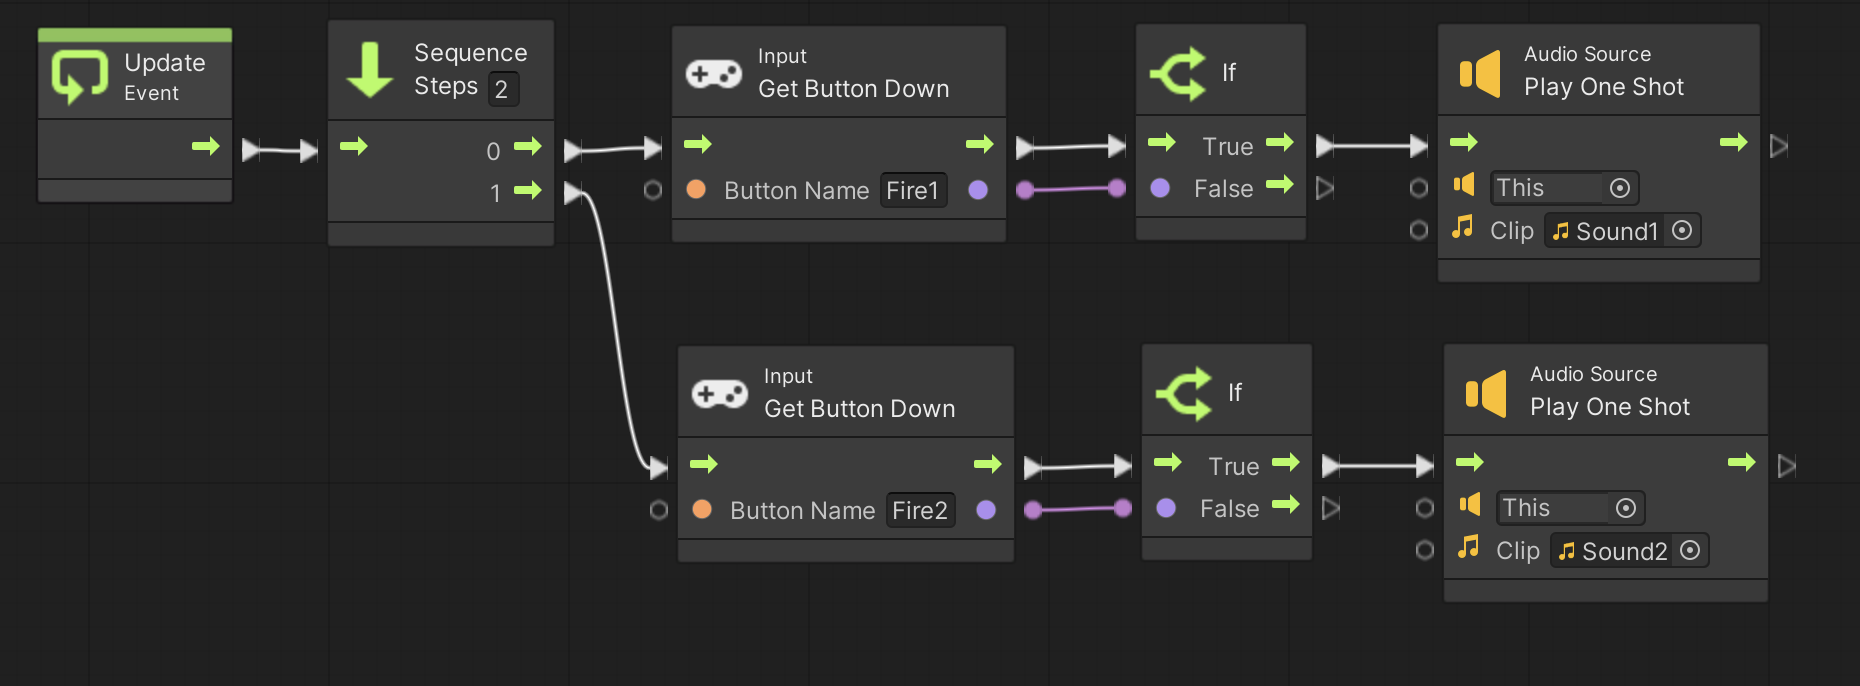 Update
Event
Sequence
Steps 2
0
1
Input
Get Button Down
Button Name Fire1
If
True
False
Audio Source
Play One Shot
This
Clip Sound1
Input
Get Button Down
Button Name Fire2
If
True
False
Audio Source
Play One Shot
This
Clip Sound2